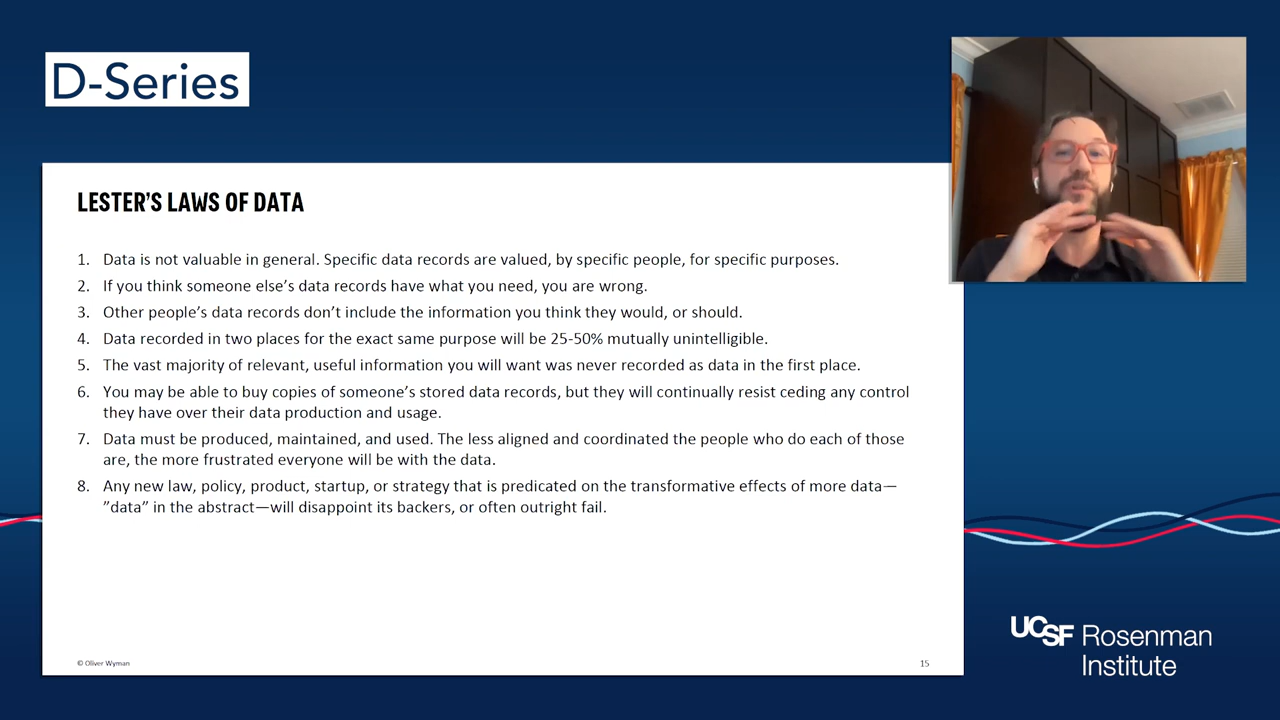 D-Series
LESTER'S LAWS OF DATA
1. Data is not valuable in general. Specific data records are valued, by specific people, for specific purposes.
2. If you think someone else's data records have what you need, you are wrong.
3. Other people's data records don't include the information you think they would, or should.
4. Data recorded in two places for the exact same purpose will be 25-50% mutually unintelligible.
5. The vast majority of relevant, useful information you will want was never recorded as data in the first place.
6. You may be able to buy copies of someone's stored data records, but they will continually resist ceding any control
they have over their data production and usage.
7. Data must be produced, maintained, and used. The less aligned and coordinated the people who do each of those
are, the more frustrated everyone will be with the data.
8. Any new law, policy, product, startup, or strategy that is predicated on the transformative effects of more data—
”data” in the abstract—will disappoint its backers, or often outright fail.
© Oliver Wyman
15
UCSF Rosenman
Institute